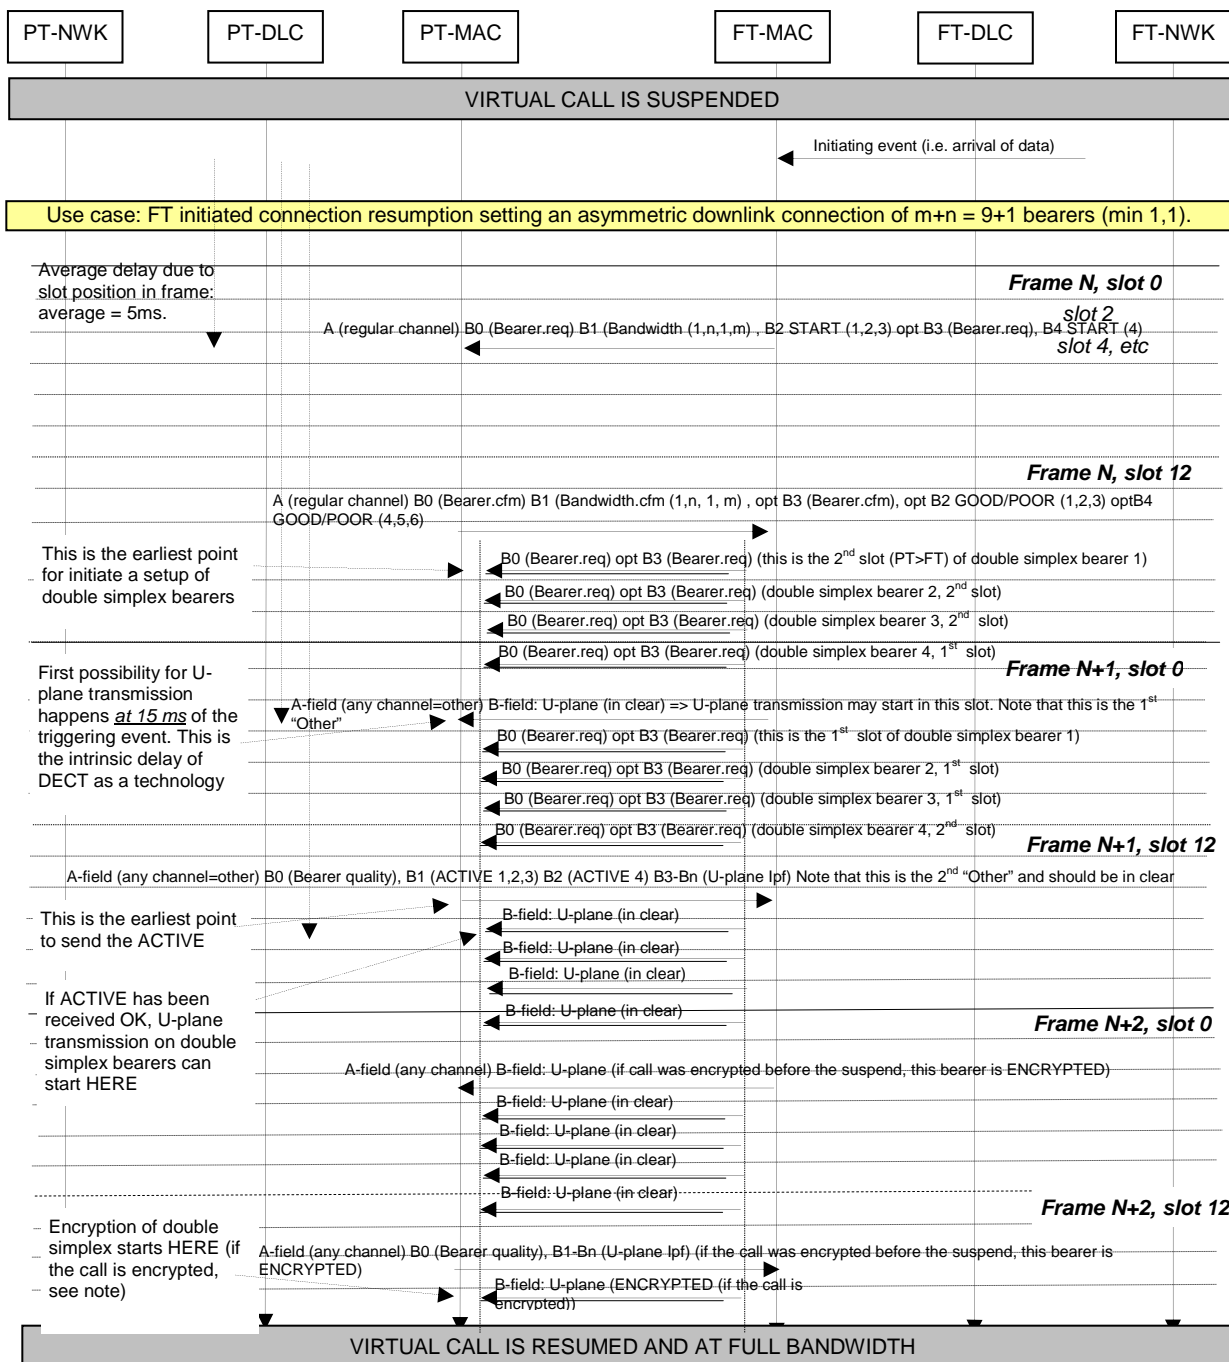 PT-NWK PT-DLC PT-MAC FT-MAC FT-DLC FT-NWK
VIRTUAL CALL IS SUSPENDED
Initiating event (i.e. arrival of data)
Use case: FT initiated connection resumption setting an asymmetric downlink connection of m+n = 9+1 bearers (min 1,1).
Average delay due to
slot position in frame:
average = 5ms.
Frame N, slot 0
slot 2
A (regular channel) B0 (Bearer.req) B1 (Bandwidth (1,n,1,m) , B2 START (1,2,3) opt B3 (Bearer.req), B4 START (4)
slot 4, etc
Frame N, slot 12
A (regular channel) B0 (Bearer.cfm) B1 (Bandwidth.cfm (1,n, 1, m) , opt B3 (Bearer.cfm), opt B2 GOOD/POOR (1,2,3) optB4
GOOD/POOR (4,5,6)
This is the earliest point
for initiate a setup of
double simplex bearers
B0 (Bearer.req) opt B3 (Bearer.req) (this is the 2nd slot (PT>FT) of double simplex bearer 1)
B0 (Bearer.req) opt B3 (Bearer.req) (double simplex bearer 2, 2nd slot)
B0 (Bearer.req) opt B3 (Bearer.req) (double simplex bearer 3, 2nd slot)
B0 (Bearer.req) opt B3 (Bearer.req) (double simplex bearer 4, 1st slot)
Frame N+1, slot 0
First possibility for U-
plane transmission
happens at 15 ms of the
triggering event. This is
the intrinsic delay of
DECT as a technology
A-field (any channel=other) B-field: U-plane (in clear) => U-plane transmission may start in this slot. Note that this is the 1st
“Other”
B0 (Bearer.req) opt B3 (Bearer.req) (this is the 1st slot of double simplex bearer 1)
B0 (Bearer.req) opt B3 (Bearer.req) (double simplex bearer 2, 1st slot)
B0 (Bearer.req) opt B3 (Bearer.req) (double simplex bearer 3, 1st slot)
B0 (Bearer.req) opt B3 (Bearer.req) (double simplex bearer 4, 2nd slot)
Frame N+1, slot 12
A-field (any channel=other) B0 (Bearer quality), B1 (ACTIVE 1,2,3) B2 (ACTIVE 4) B3-Bn (U-plane Ipf) Note that this is the 2nd “Other” and should be in clear
This is the earliest point
to send the ACTIVE
B-field: U-plane (in clear)
B-field: U-plane (in clear)
B-field: U-plane (in clear)
B-field: U-plane (in clear)
If ACTIVE has been
received OK, U-plane
transmission on double
simplex bearers can
start HERE
Frame N+2, slot 0
A-field (any channel) B-field: U-plane (if call was encrypted before the suspend, this bearer is ENCRYPTED)
B-field: U-plane (in clear)
B-field: U-plane (in clear)
B-field: U-plane (in clear)
B-field: U-plane (in clear)
Frame N+2, slot 12
Encryption of double
simplex starts HERE (if
the call is encrypted,
see note)
A-field (any channel) B0 (Bearer quality), B1-Bn (U-plane Ipf) (if the call was encrypted before the suspend, this bearer is
ENCRYPTED)
B-field: U-plane (ENCRYPTED (if the call is
encrypted))
VIRTUAL CALL IS RESUMED AND AT FULL BANDWIDTH